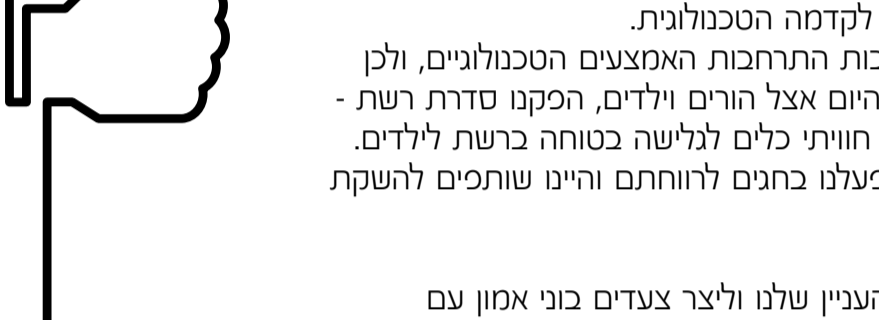 לקדמה הטכנולוגית.
התרחבות האמצעים הטכנולוגיים, ולכן
היום אצל הורים וילדים, הפקנו סדרת רשת -
חוויתי כלים לגלישה בטוחה ברשת לילדים.
פעלנו בחגים לרווחתם והיינו שותפים להשקת
העניין שלנו וליצר צעדים בוני אמון עם